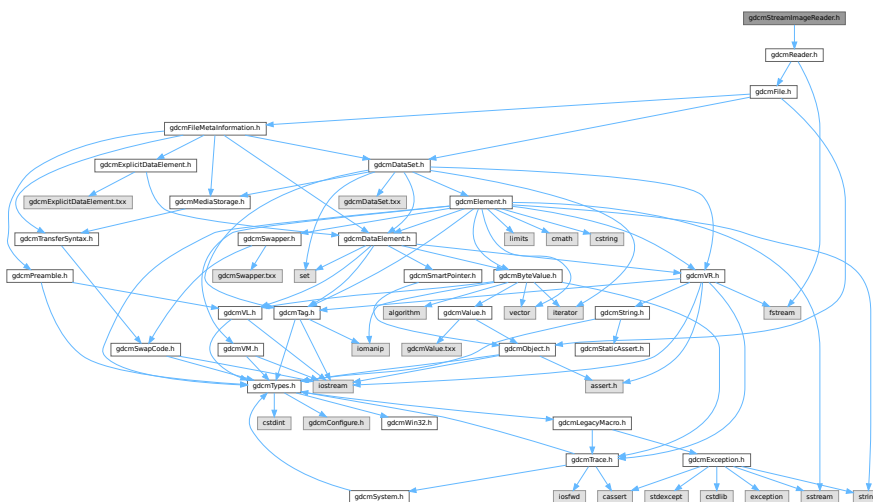 gdcmStreamImageReader.h
gdcmReader.h
gdcmFile.h
gdcmFileMetaInformation.h
gdcmExplicitDataElement.h
gdcmDataSet.h
gdcmExplicitDataElement.txx
gdcmMediaStorage.h
gdcmDataSet.txx
gdcmElement.h
gdcmTransferSyntax.h
gdcmSwapper.h
gdcmDataElement.h
limits
cmath
cstring
gdcmPreamble.h
gdcmSwapper.txx
set
gdcmSmartPointer.h
gdcmByteValue.h
gdcmVR.h
gdcmVL.h
gdcmTag.h
algorithm
gdcmValue.h
vector
iterator
gdcmString.h
fstream
gdcmSwapCode.h
gdcmVM.h
iomanip
gdcmValue.txx
gdcmObject.h
gdcmStaticAssert.h
gdcmTypes.h
iostream
assert.h
cstdint
gdcmConfigure.h
gdcmWin32.h
gdcmLegacyMacro.h
gdcmTrace.h
gdcmException.h
gdcmSystem.h
iosfwd
cassert
stdexcept
cstdlib
exception
sstream